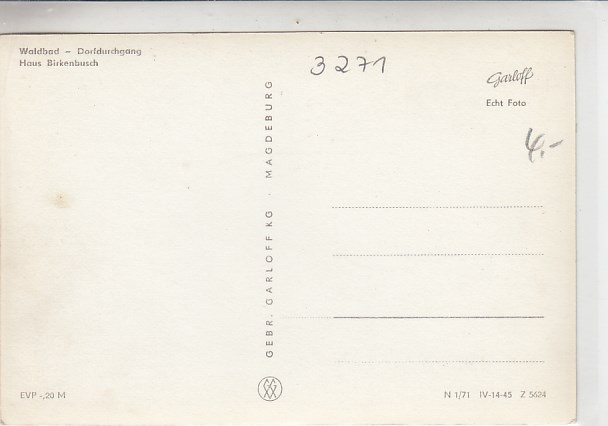 Waldbad – Dorfdurchgang
Haus Birkenbusch
3271
Garloff
Echt Foto
4,-
GEBR. GARLOFF KG · MAGDEBURG
EVP -,20 M
N 1/71 IV-14-45 Z 5624